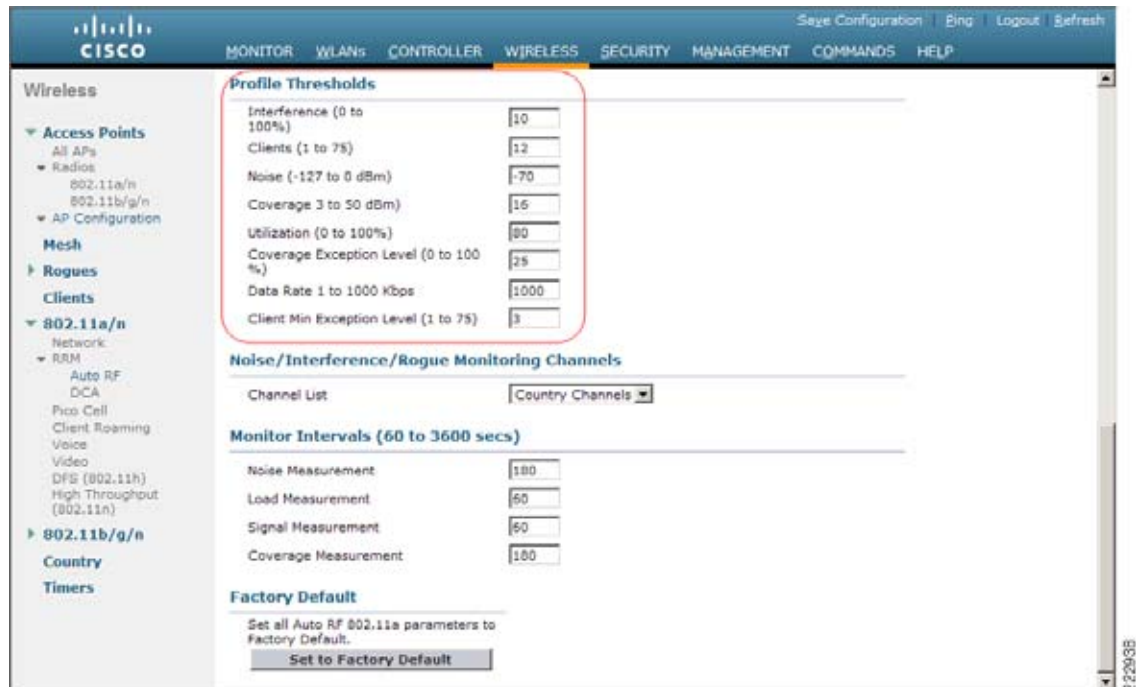 Save Configuration Ping Logout Refresh
CISCO
MONITOR WLANs CONTROLLER WIRELESS SECURITY MANAGEMENT COMMANDS HELP
Wireless
Access Points
All APs
Radios
802.11a/n
802.11b/g/n
AP Configuration
Mesh
Rogues
Clients
802.11a/n
Network
RRM
Auto RF
DCA
Pico Cell
Client Roaming
Voice
Video
DFS (802.11h)
High Throughput
(802.11n)
802.11b/g/n
Country
Timers
Profile Thresholds
Interference (0 to
100%)
10
Clients (1 to 75)
12
Noise (-127 to 0 dBm)
-70
Coverage 3 to 50 dBm)
16
Utilization (0 to 100%)
80
Coverage Exception Level (0 to 100
%)
25
Data Rate 1 to 1000 Kbps
1000
Client Min Exception Level (1 to 75)
3
Noise/Interference/Rogue Monitoring Channels
Channel List
Country Channels
Monitor Intervals (60 to 3600 secs)
Noise Measurement
180
Load Measurement
60
Signal Measurement
60
Coverage Measurement
180
Factory Default
Set all Auto RF 802.11a parameters to
Factory Default.
Set to Factory Default
222938